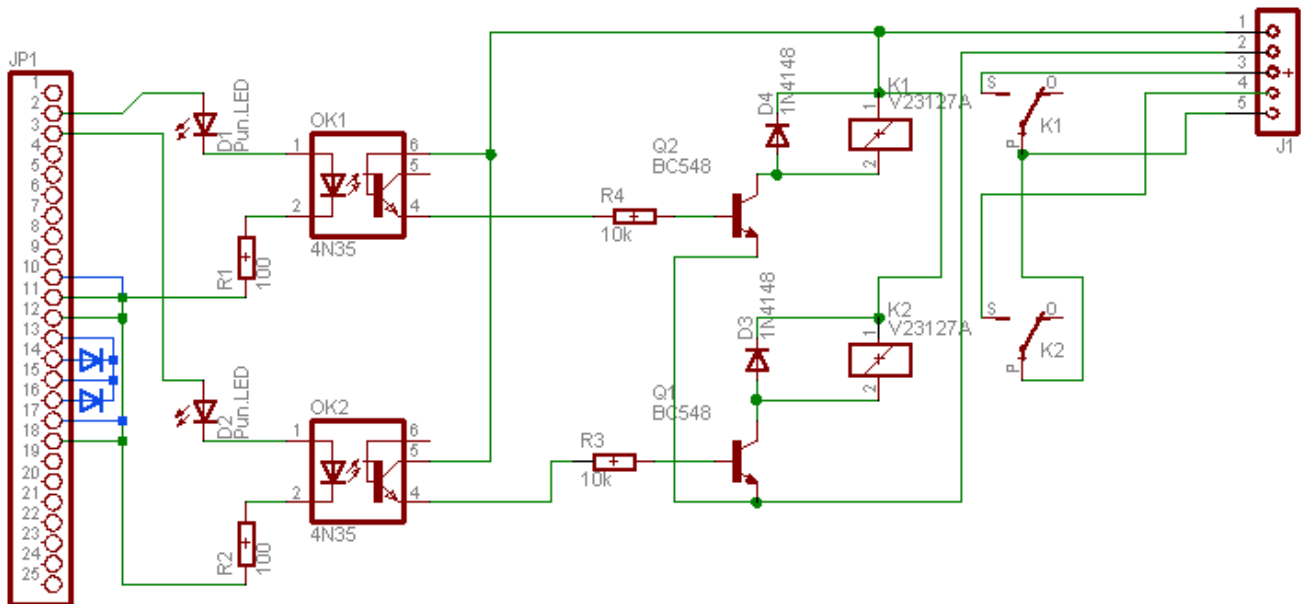 JP1
1
2
3
4
5
6
7
8
9
10
11
12
13
14
15
16
17
18
19
20
21
22
23
24
25
D1
Pun.LED
OK1
1
2
6
5
4
4N35
R1
100
D2
Pun.LED
OK2
1
2
6
5
4
4N35
R2
100
R4
10k
Q2
BC548
D4
1N4148
K1
V23127A
1
2
R3
10k
Q1
BC548
D3
1N4148
K2
V23127A
1
2
S
O
P
K1
S
O
P
K2
1
2
3
4
5
J1